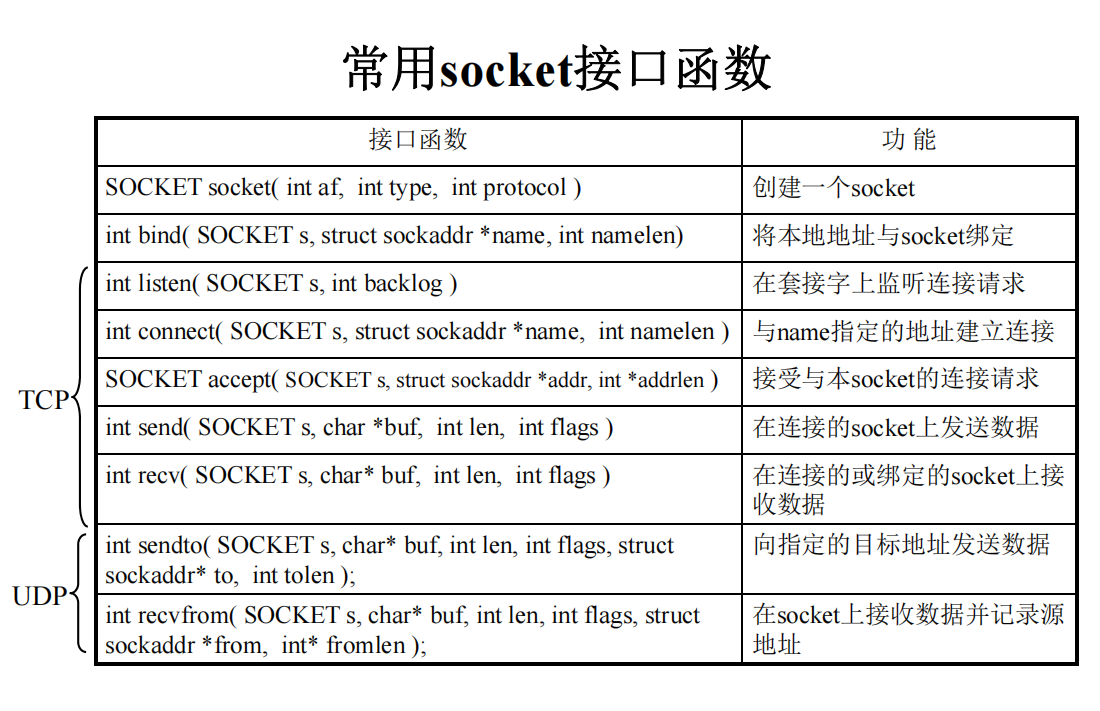 常用socket接口函数
接口函数
功 能
SOCKET socket( int af, int type, int protocol )
创建一个socket
int bind( SOCKET s, struct sockaddr *name, int namelen)
将本地地址与socket绑定
int listen( SOCKET s, int backlog )
在套接字上监听连接请求
int connect( SOCKET s, struct sockaddr *name, int namelen )
与name指定的地址建立连接
TCP
SOCKET accept( SOCKET s, struct sockaddr *addr, int *addrlen )
接受与本socket的连接请求
int send( SOCKET s, char *buf, int len, int flags )
在连接的socket上发送数据
int recv( SOCKET s, char* buf, int len, int flags )
在连接的或绑定的socket上接
收数据
UDP
int sendto( SOCKET s, char* buf, int len, int flags, struct
sockaddr* to, int tolen );
向指定的目标地址发送数据
int recvfrom( SOCKET s, char* buf, int len, int flags, struct
sockaddr *from, int* fromlen );
在socket上接收数据并记录源
地址